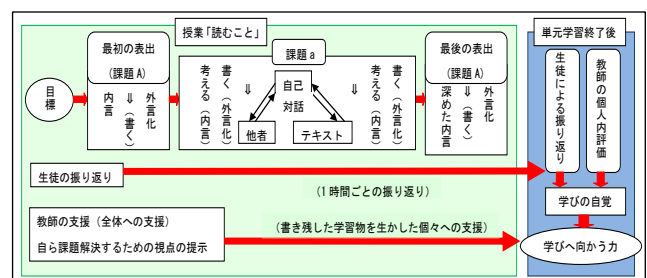 授業「読むこと」
単元学習終了後
目標
最初の表出
(課題A)
内言
⇓
(書く)
外言化
課題a
考える(内言)
⇓
書く(外言化)
自己
対話
他者
テキスト
考える(内言)
⇓
書く(外言化)
最後の表出
(課題A)
深めた内言
⇓
(書く)
外言化
生徒による振り返り
教師の個人内評価
生徒の振り返り
(1時間ごとの振り返り)
学びの自覚
教師の支援(全体への支援)
自ら課題解決するための視点の提示
(書き残した学習物を生かした個々への支援)
学びへ向かう力